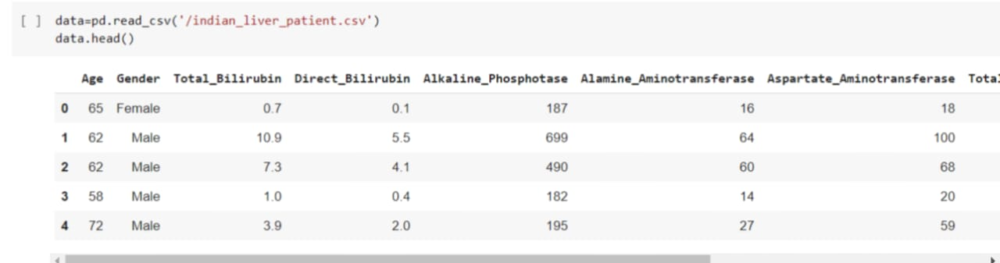 [ ] data=pd.read_csv('/indian_liver_patient.csv')
data.head()
Age Gender Total_Bilirubin Direct_Bilirubin Alkaline_Phosphotase Alamine_Aminotransferase Aspartate_Aminotransferase Total
0 65 Female 0.7 0.1 187 16 18
1 62 Male 10.9 5.5 699 64 100
2 62 Male 7.3 4.1 490 60 68
3 58 Male 1.0 0.4 182 14 20
4 72 Male 3.9 2.0 195 27 59